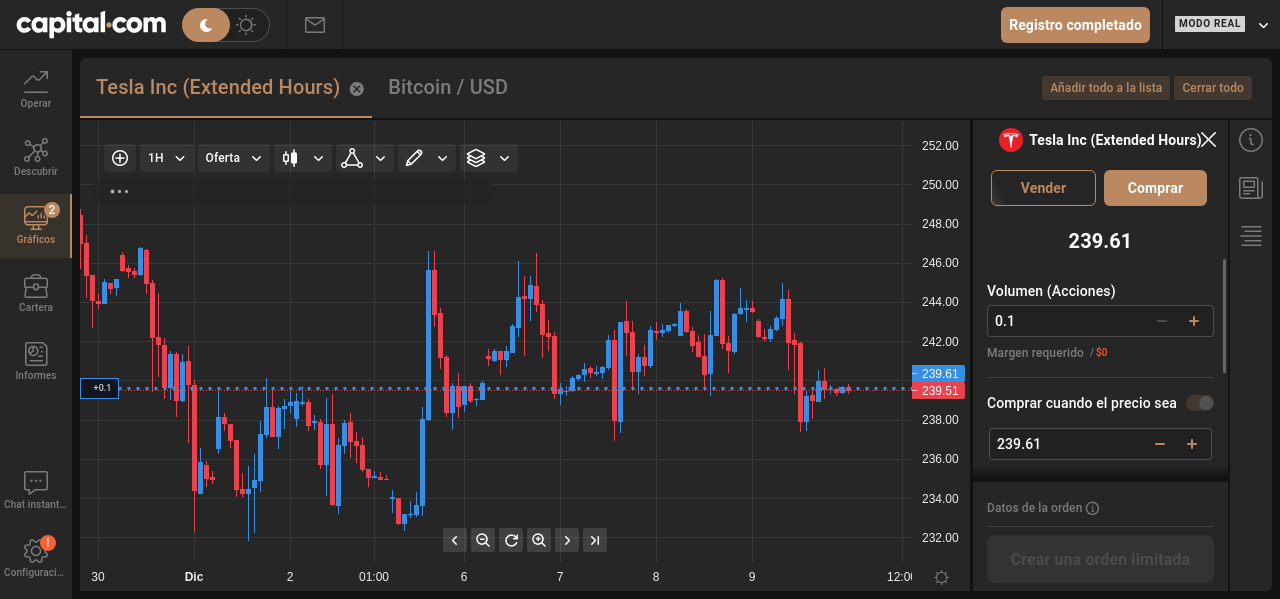 capital.com
Registro completado
MODO REAL
Operar
Descubrir
2
Gráficos
Cartera
Informes
Chat instant...
!
Configuraci...
Tesla Inc (Extended Hours)
Bitcoin / USD
Añadir todo a la lista
Cerrar todo
1H
Oferta
...
+0.1
252.00
250.00
248.00
246.00
244.00
242.00
239.61
239.51
238.00
236.00
234.00
232.00
30
Dic
2
01:00
6
7
8
9
12:00
Tesla Inc (Extended Hours)
Vender
Comprar
239.61
Volumen (Acciones)
0.1
Margen requerido / $0
Comprar cuando el precio sea
239.61
Datos de la orden
Crear una orden limitada